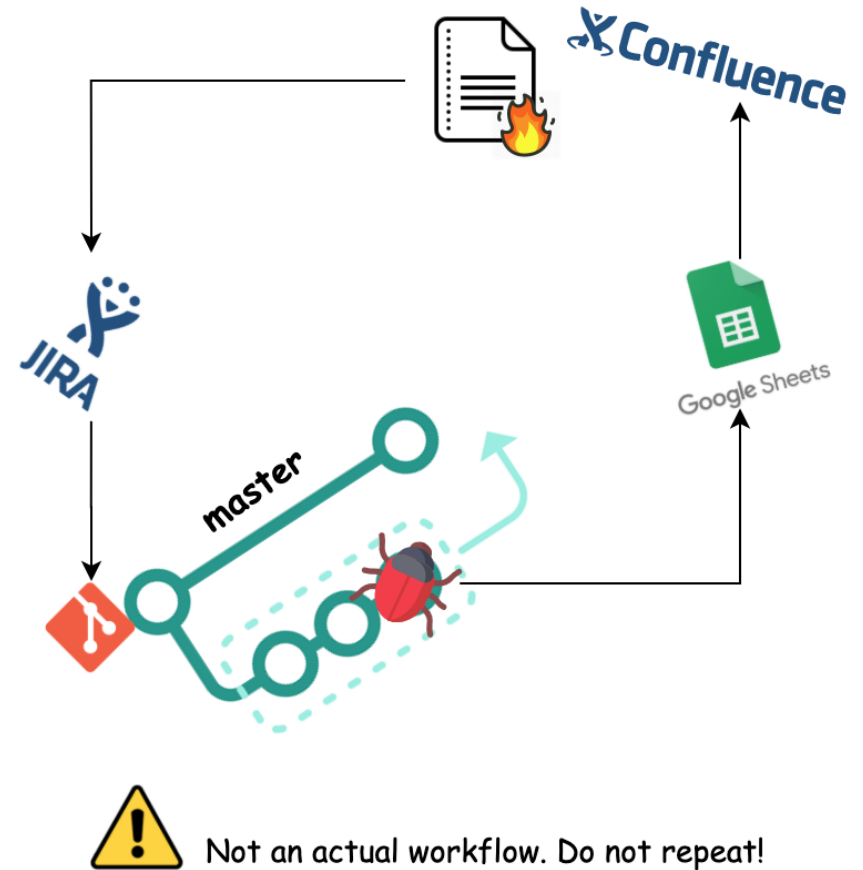 Confluence
JIRA
Google Sheets
master
Not an actual workflow. Do not repeat!